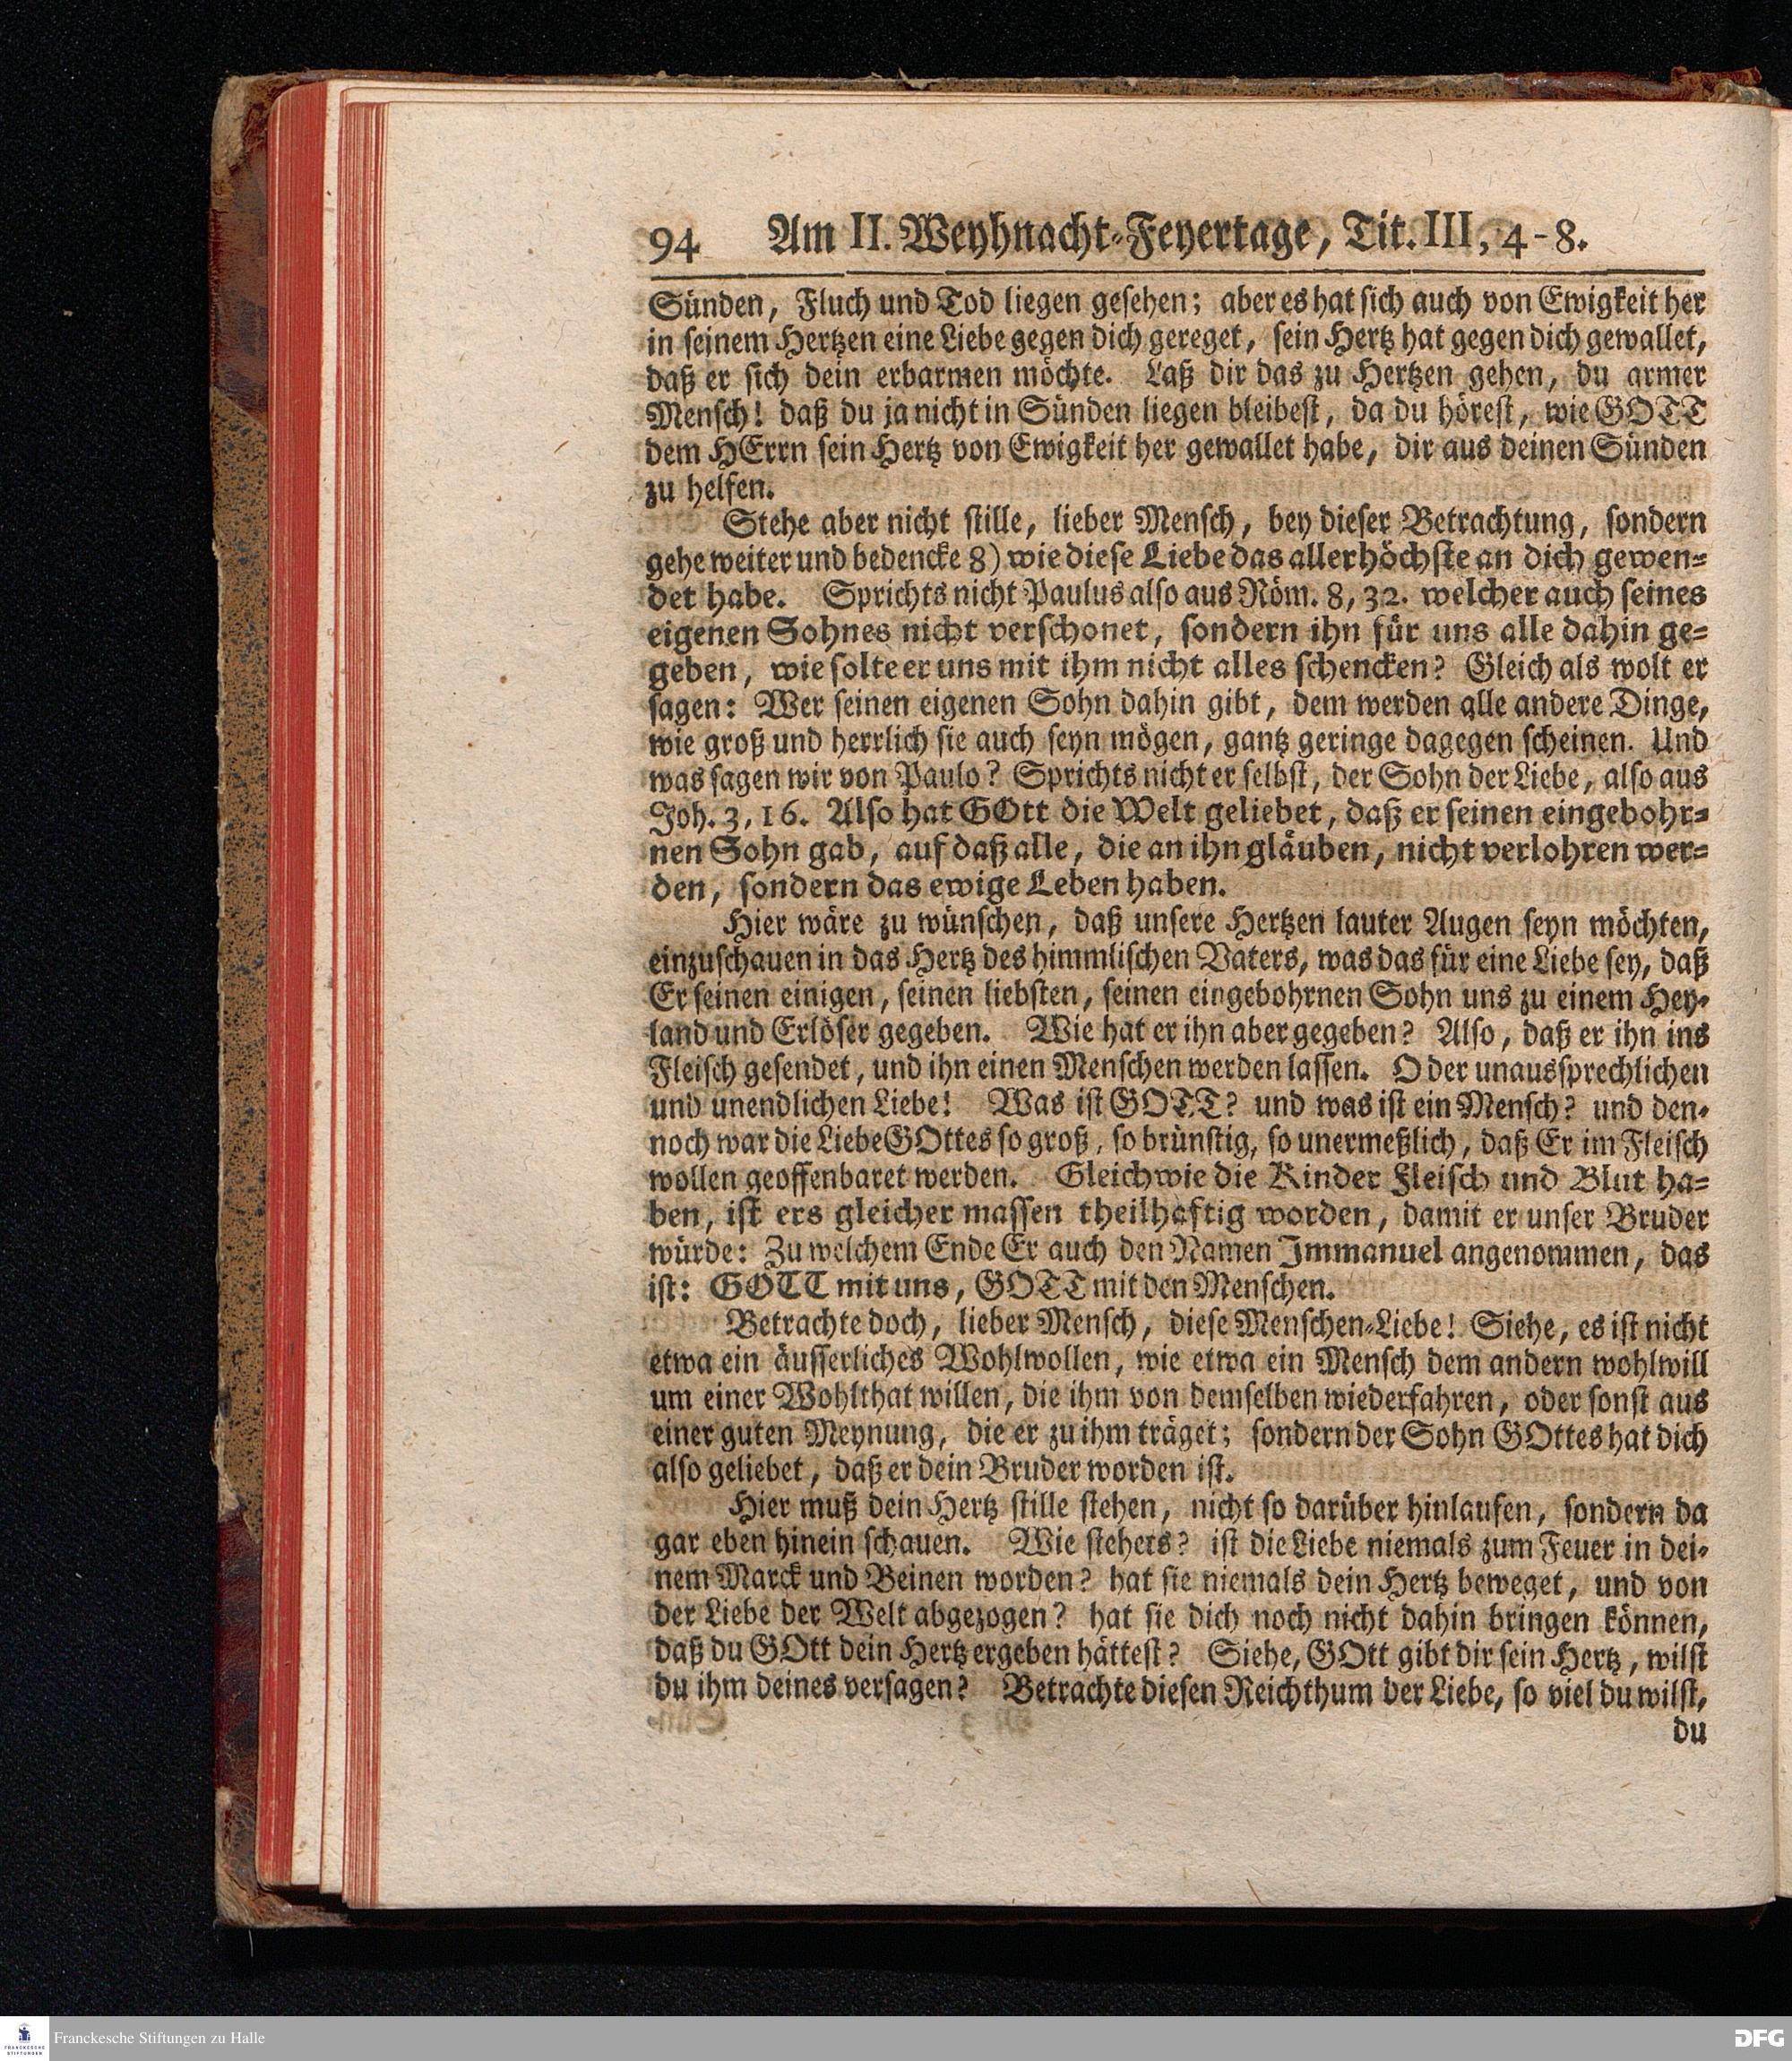 94 Am II. Weyhnacht-Feyertage, Tit. III, 4-8.
Sünden, Fluch und Tod liegen gesehen; aber es hat sich auch von Ewigkeit her
in seinem Hertzen eine Liebe gegen dich gereget, sein Hertz hat gegen dich gewallet,
daß er sich dein erbarmen möchte. Laß dir das zu Hertzen gehen, du armer
Mensch! daß du ja nicht in Sünden liegen bleibest, da du hörest, wie GOTT
dem HErrn sein Hertz von Ewigkeit her gewallet habe, dir aus deinen Sünden
zu helfen.
Stehe aber nicht stille, lieber Mensch, bey dieser Betrachtung, sondern
gehe weiter und bedencke 8) wie diese Liebe das allerhöchste an dich gewen-
det habe. Sprichts nicht Paulus also aus Röm. 8, 32. welcher auch seines
eigenen Sohnes nicht verschonet, sondern ihn für uns alle dahin ge-
geben, wie solte er uns mit ihm nicht alles schencken? Gleich als wolt er
sagen: Wer seinen eigenen Sohn dahin gibt, dem werden alle andere Dinge,
wie groß und herrlich sie auch seyn mögen, gantz geringe dagegen scheinen. Und
was sagen wir von Paulo? Sprichts nicht er selbst, der Sohn der Liebe, also aus
Joh. 3, 16. Also hat GOtt die Welt geliebet, daß er seinen eingebohr-
nen Sohn gab, auf daß alle, die an ihn gläuben, nicht verlohren wer-
den, sondern das ewige Leben haben.
Hier wäre zu wünschen, daß unsere Hertzen lauter Augen seyn möchten,
einzuschauen in das Hertz des himmlischen Vaters, was das für eine Liebe sey, daß
Er seinen einigen, seinen liebsten, seinen eingebohrnen Sohn uns zu einem Hey-
land und Erlöser gegeben. Wie hat er ihn aber gegeben? Also, daß er ihn ins
Fleisch gesendet, und ihn einen Menschen werden lassen. O der unaussprechlichen
und unendlichen Liebe! Was ist GOTT? und was ist ein Mensch? und den-
noch war die Liebe GOttes so groß, so brünstig, so unermeßlich, daß Er im Fleisch
wollen geoffenbaret werden. Gleichwie die Kinder Fleisch und Blut ha-
ben, ist ers gleicher massen theilhaftig worden, damit er unser Bruder
würde: Zu welchem Ende Er auch den Namen Immanuel angenommen, das
ist: GOTT mit uns, GOTT mit den Menschen.
Betrachte doch, lieber Mensch, diese Menschen-Liebe! Siehe, es ist nicht
etwa ein äusserliches Wohlwollen, wie etwa ein Mensch dem andern wohlwill
um einer Wohlthat willen, die ihm von demselben wiederfahren, oder sonst aus
einer guten Meynung, die er zu ihm träget; sondern der Sohn GOttes hat dich
also geliebet, daß er dein Bruder worden ist.
Hier muß dein Hertz stille stehen, nicht so darüber hinlaufen, sondern da
gar eben hinein schauen. Wie stehets? ist die Liebe niemals zum Feuer in dei-
nem Marck und Beinen worden? hat sie niemals dein Hertz beweget, und von
der Liebe der Welt abgezogen? hat sie dich noch nicht dahin bringen können,
daß du GOtt dein Hertz ergeben hättest? Siehe, GOtt gibt dir sein Hertz, wilst
du ihm deines versagen? Betrachte diesen Reichthum der Liebe, so viel du wilst,
du
FRANCKESCHE STIFTUNGEN
Franckesche Stiftungen zu Halle
DFG